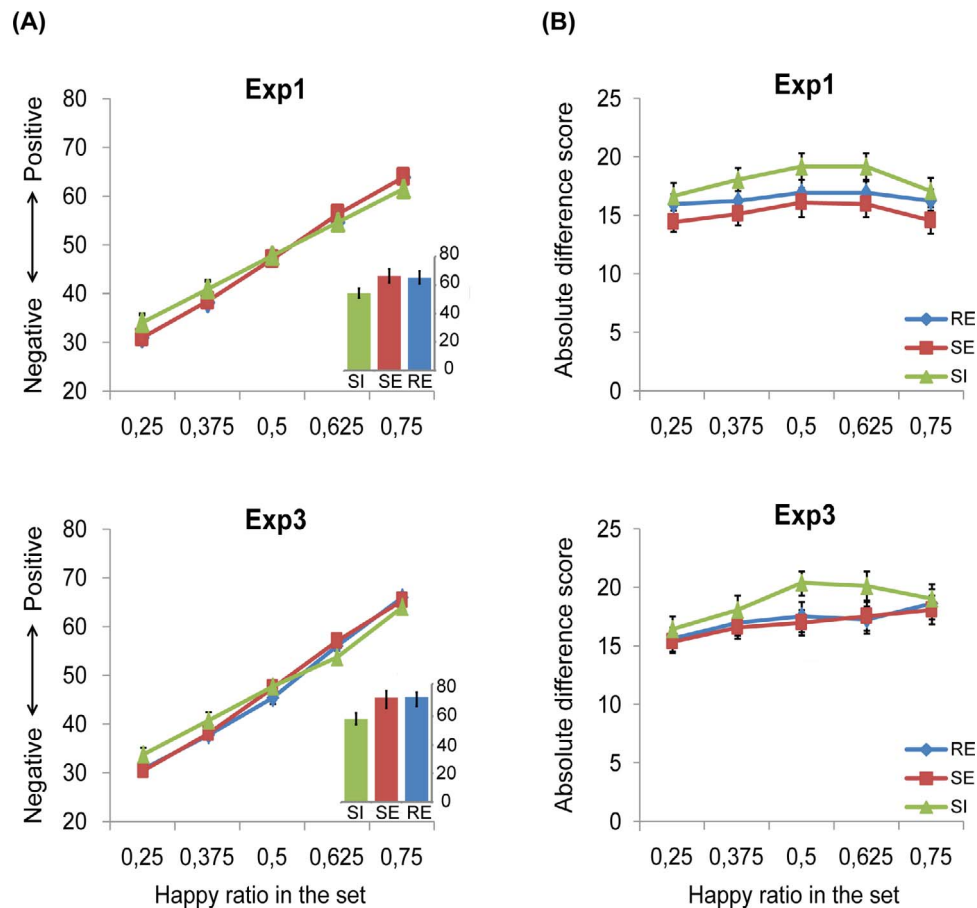 (A)
Exp1
Negative ↔ Positive
80
70
60
50
40
30
20
0,25 0,375 0,5 0,625 0,75
80
60
40
20
0
SI SE RE
(B)
Exp1
Absolute difference score
25
20
15
10
5
0
0,25 0,375 0,5 0,625 0,75
RE
SE
SI
Exp3
Negative ↔ Positive
80
70
60
50
40
30
20
0,25 0,375 0,5 0,625 0,75
Happy ratio in the set
80
60
40
20
0
SI SE RE
Exp3
Absolute difference score
25
20
15
10
5
0
0,25 0,375 0,5 0,625 0,75
Happy ratio in the set
RE
SE
SI